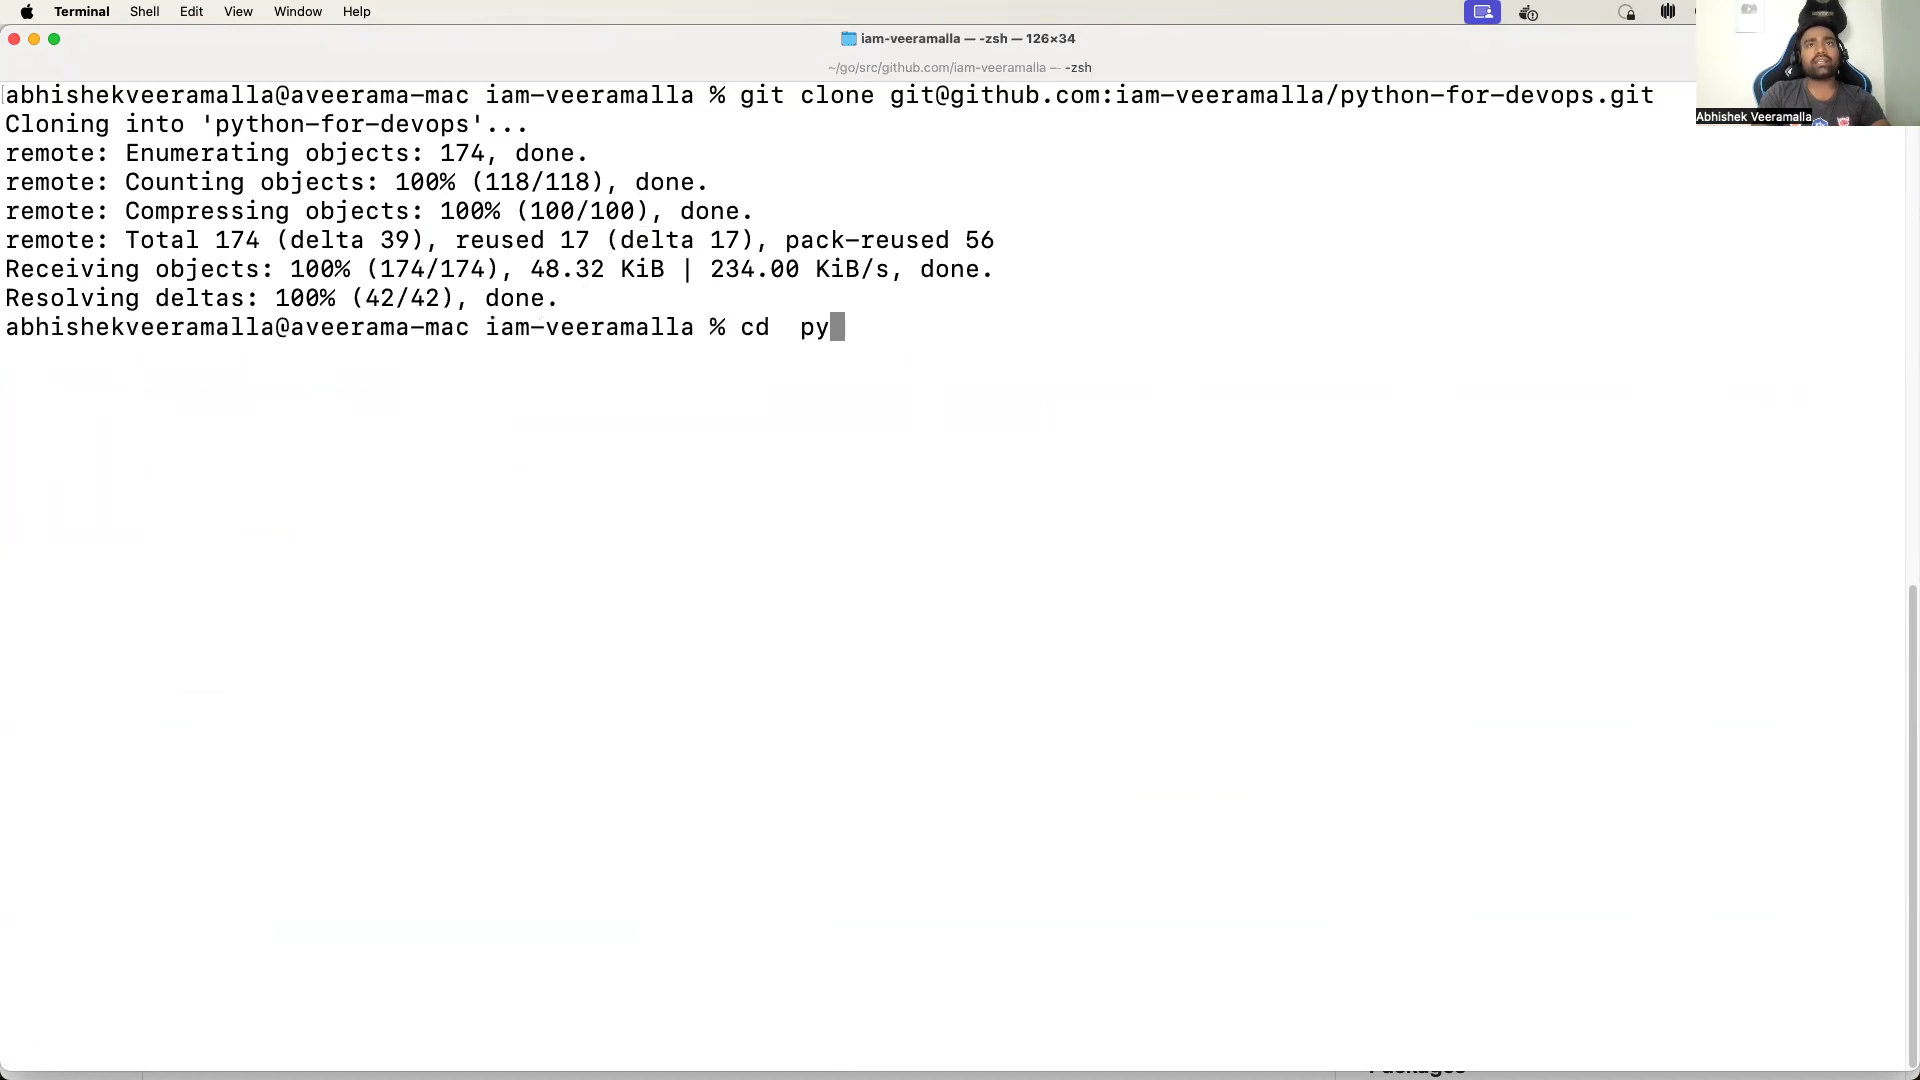 Terminal Shell Edit View Window Help
iam-veeramalla — -zsh — 126×34
~/go/src/github.com/iam-veeramalla — -zsh
abhishekveeramalla@aveerama-mac iam-veeramalla % git clone git@github.com:iam-veeramalla/python-for-devops.git
Abhishek Veeramalla
Cloning into 'python-for-devops'...
remote: Enumerating objects: 174, done.
remote: Counting objects: 100% (118/118), done.
remote: Compressing objects: 100% (100/100), done.
remote: Total 174 (delta 39), reused 17 (delta 17), pack-reused 56
Receiving objects: 100% (174/174), 48.32 KiB | 234.00 KiB/s, done.
Resolving deltas: 100% (42/42), done.
abhishekveeramalla@aveerama-mac iam-veeramalla % cd  py